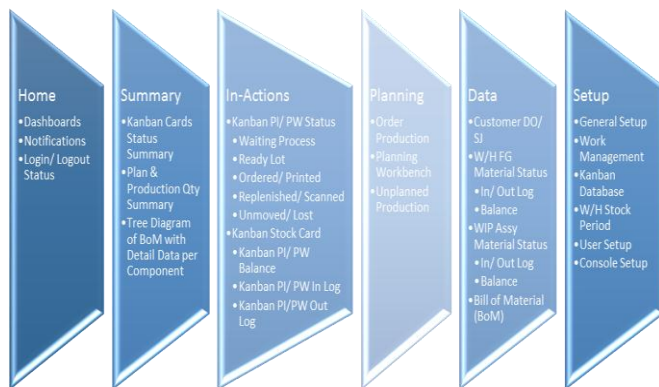 Home
•Dashboards
•Notifications
•Login/ Logout
Status
Summary
•Kanban Cards
Status
Summary
•Plan &
Production Qty
Summary
•Tree Diagram
of BoM with
Detail Data per
Component
In-Actions
•Kanban PI/ PW Status
•Waiting Process
•Ready Lot
•Ordered/ Printed
•Replenished/ Scanned
•Unmoved/ Lost
•Kanban Stock Card
•Kanban PI/ PW
Balance
•Kanban PI/ PW In Log
•Kanban PI/PW Out
Log
Planning
•Order
Production
•Planning
Workbench
•Unplanned
Production
Data
•Customer DO/
SJ
•W/H FG
Material Status
•In/ Out Log
•Balance
•WIP Assy
Material Status
•In/ Out Log
•Balance
•Bill of Material
(BoM)
Setup
•General Setup
•Work
Management
•Kanban
Database
•W/H Stock
Period
•User Setup
•Console Setup